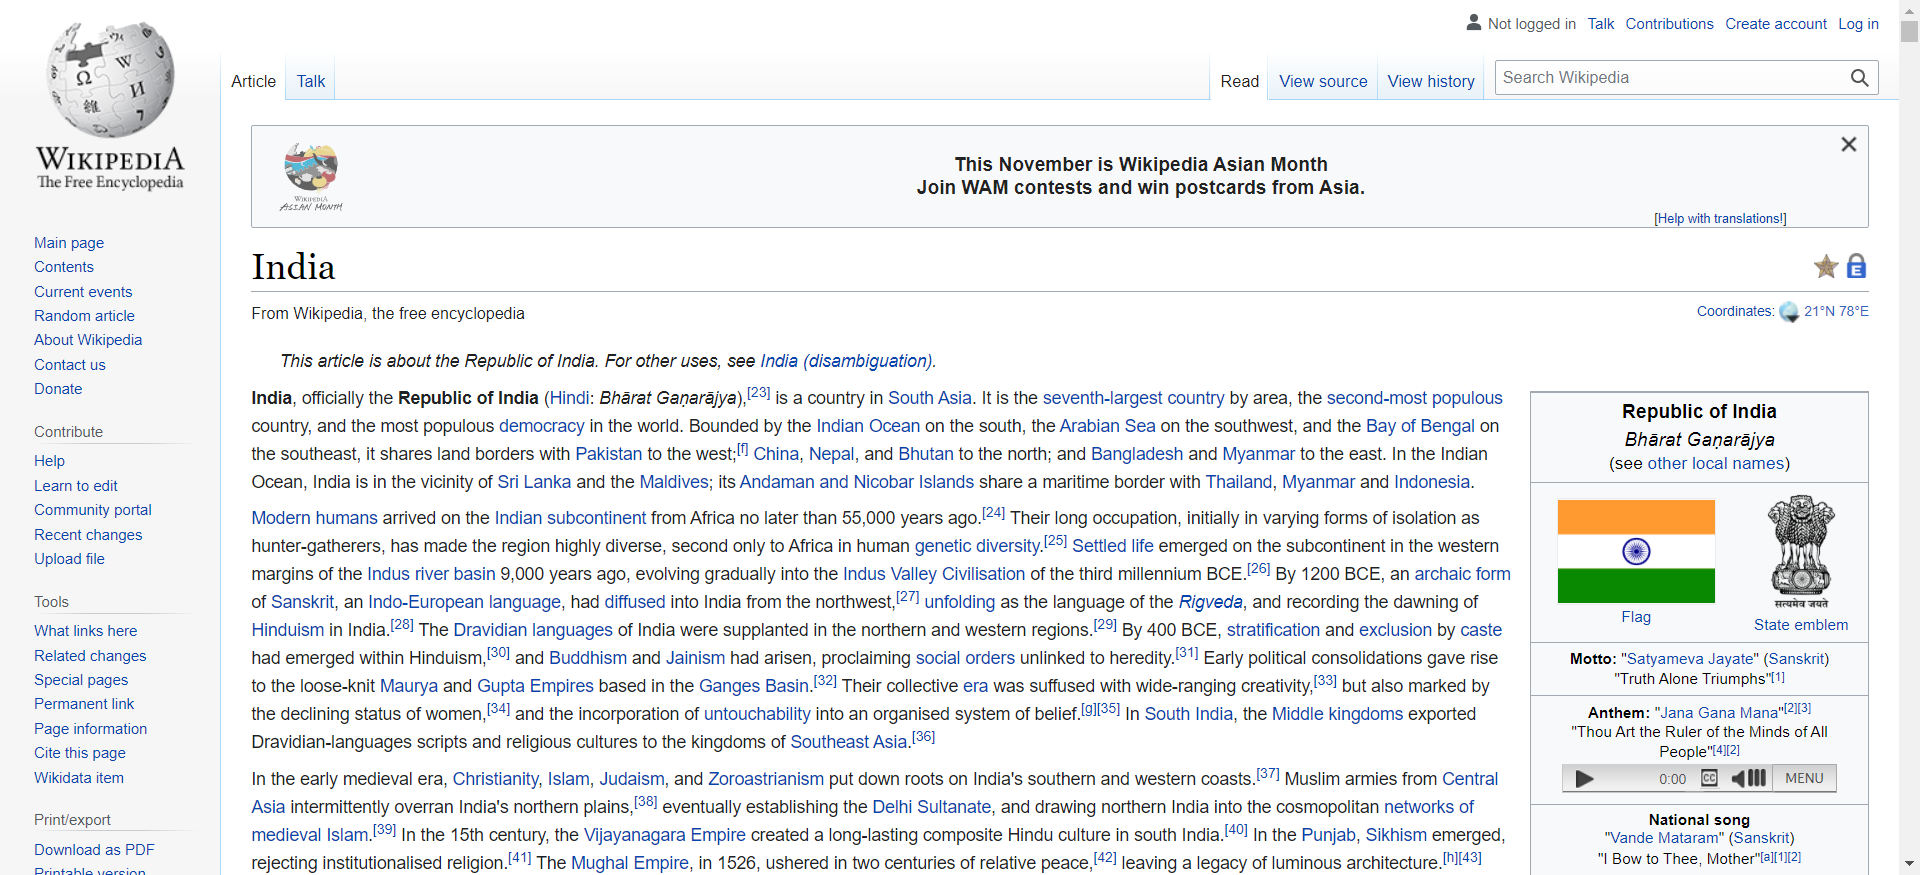 Not logged in Talk Contributions Create account Log in
Article Talk
Read View source View history Search Wikipedia
WIKIPEDIA
The Free Encyclopedia
Main page
Contents
Current events
Random article
About Wikipedia
Contact us
Donate
Contribute
Help
Learn to edit
Community portal
Recent changes
Upload file
Tools
What links here
Related changes
Special pages
Permanent link
Page information
Cite this page
Wikidata item
Print/export
Download as PDF
Printable version
WIKIPEDIA
ASIAN MONTH
This November is Wikipedia Asian Month
Join WAM contests and win postcards from Asia.
[Help with translations!]
India
From Wikipedia, the free encyclopedia
Coordinates: 21°N 78°E
This article is about the Republic of India. For other uses, see India (disambiguation).
India, officially the Republic of India (Hindi: Bhārat Gaṇarājya),[23] is a country in South Asia. It is the seventh-largest country by area, the second-most populous
country, and the most populous democracy in the world. Bounded by the Indian Ocean on the south, the Arabian Sea on the southwest, and the Bay of Bengal on
the southeast, it shares land borders with Pakistan to the west;[f] China, Nepal, and Bhutan to the north; and Bangladesh and Myanmar to the east. In the Indian
Ocean, India is in the vicinity of Sri Lanka and the Maldives; its Andaman and Nicobar Islands share a maritime border with Thailand, Myanmar and Indonesia.
Modern humans arrived on the Indian subcontinent from Africa no later than 55,000 years ago.[24] Their long occupation, initially in varying forms of isolation as
hunter-gatherers, has made the region highly diverse, second only to Africa in human genetic diversity.[25] Settled life emerged on the subcontinent in the western
margins of the Indus river basin 9,000 years ago, evolving gradually into the Indus Valley Civilisation of the third millennium BCE.[26] By 1200 BCE, an archaic form
of Sanskrit, an Indo-European language, had diffused into India from the northwest,[27] unfolding as the language of the Rigveda, and recording the dawning of
Hinduism in India.[28] The Dravidian languages of India were supplanted in the northern and western regions.[29] By 400 BCE, stratification and exclusion by caste
had emerged within Hinduism,[30] and Buddhism and Jainism had arisen, proclaiming social orders unlinked to heredity.[31] Early political consolidations gave rise
to the loose-knit Maurya and Gupta Empires based in the Ganges Basin.[32] Their collective era was suffused with wide-ranging creativity,[33] but also marked by
the declining status of women,[34] and the incorporation of untouchability into an organised system of belief.[g][35] In South India, the Middle kingdoms exported
Dravidian-languages scripts and religious cultures to the kingdoms of Southeast Asia.[36]
In the early medieval era, Christianity, Islam, Judaism, and Zoroastrianism put down roots on India's southern and western coasts.[37] Muslim armies from Central
Asia intermittently overran India's northern plains,[38] eventually establishing the Delhi Sultanate, and drawing northern India into the cosmopolitan networks of
medieval Islam.[39] In the 15th century, the Vijayanagara Empire created a long-lasting composite Hindu culture in south India.[40] In the Punjab, Sikhism emerged,
rejecting institutionalised religion.[41] The Mughal Empire, in 1526, ushered in two centuries of relative peace,[42] leaving a legacy of luminous architecture.[h][43]
Republic of India
Bhārat Gaṇarājya
(see other local names)
सत्यमेव जयते
Flag
State emblem
Motto: "Satyameva Jayate" (Sanskrit)
"Truth Alone Triumphs"[1]
Anthem: "Jana Gana Mana"[2][3]
"Thou Art the Ruler of the Minds of All
People"[4][2]
0:00 CC MENU
National song
"Vande Mataram" (Sanskrit)
"I Bow to Thee, Mother"[a][1][2]